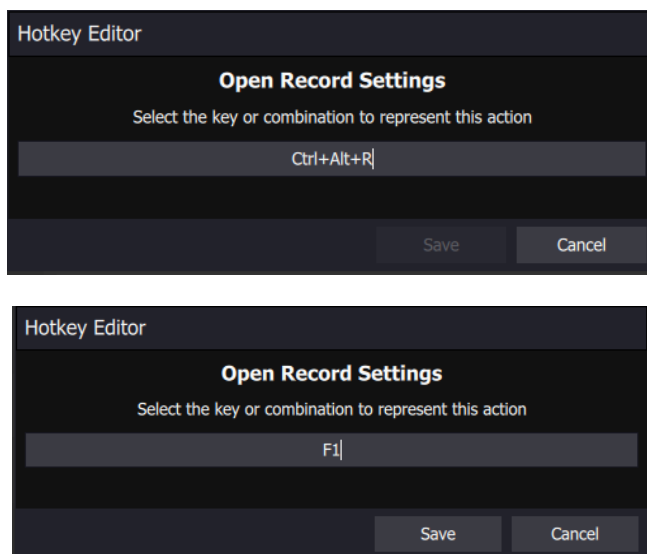 Hotkey Editor
Open Record Settings
Select the key or combination to represent this action
Ctrl+Alt+R
Save
Cancel
Hotkey Editor
Open Record Settings
Select the key or combination to represent this action
F1
Save
Cancel